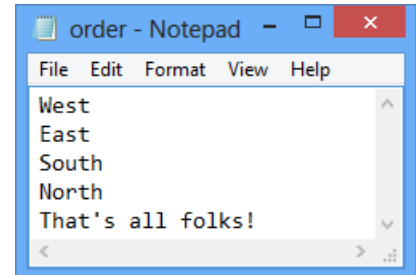 order - Notepad
File Edit Format View Help
West
East
South
North
That's all folks!